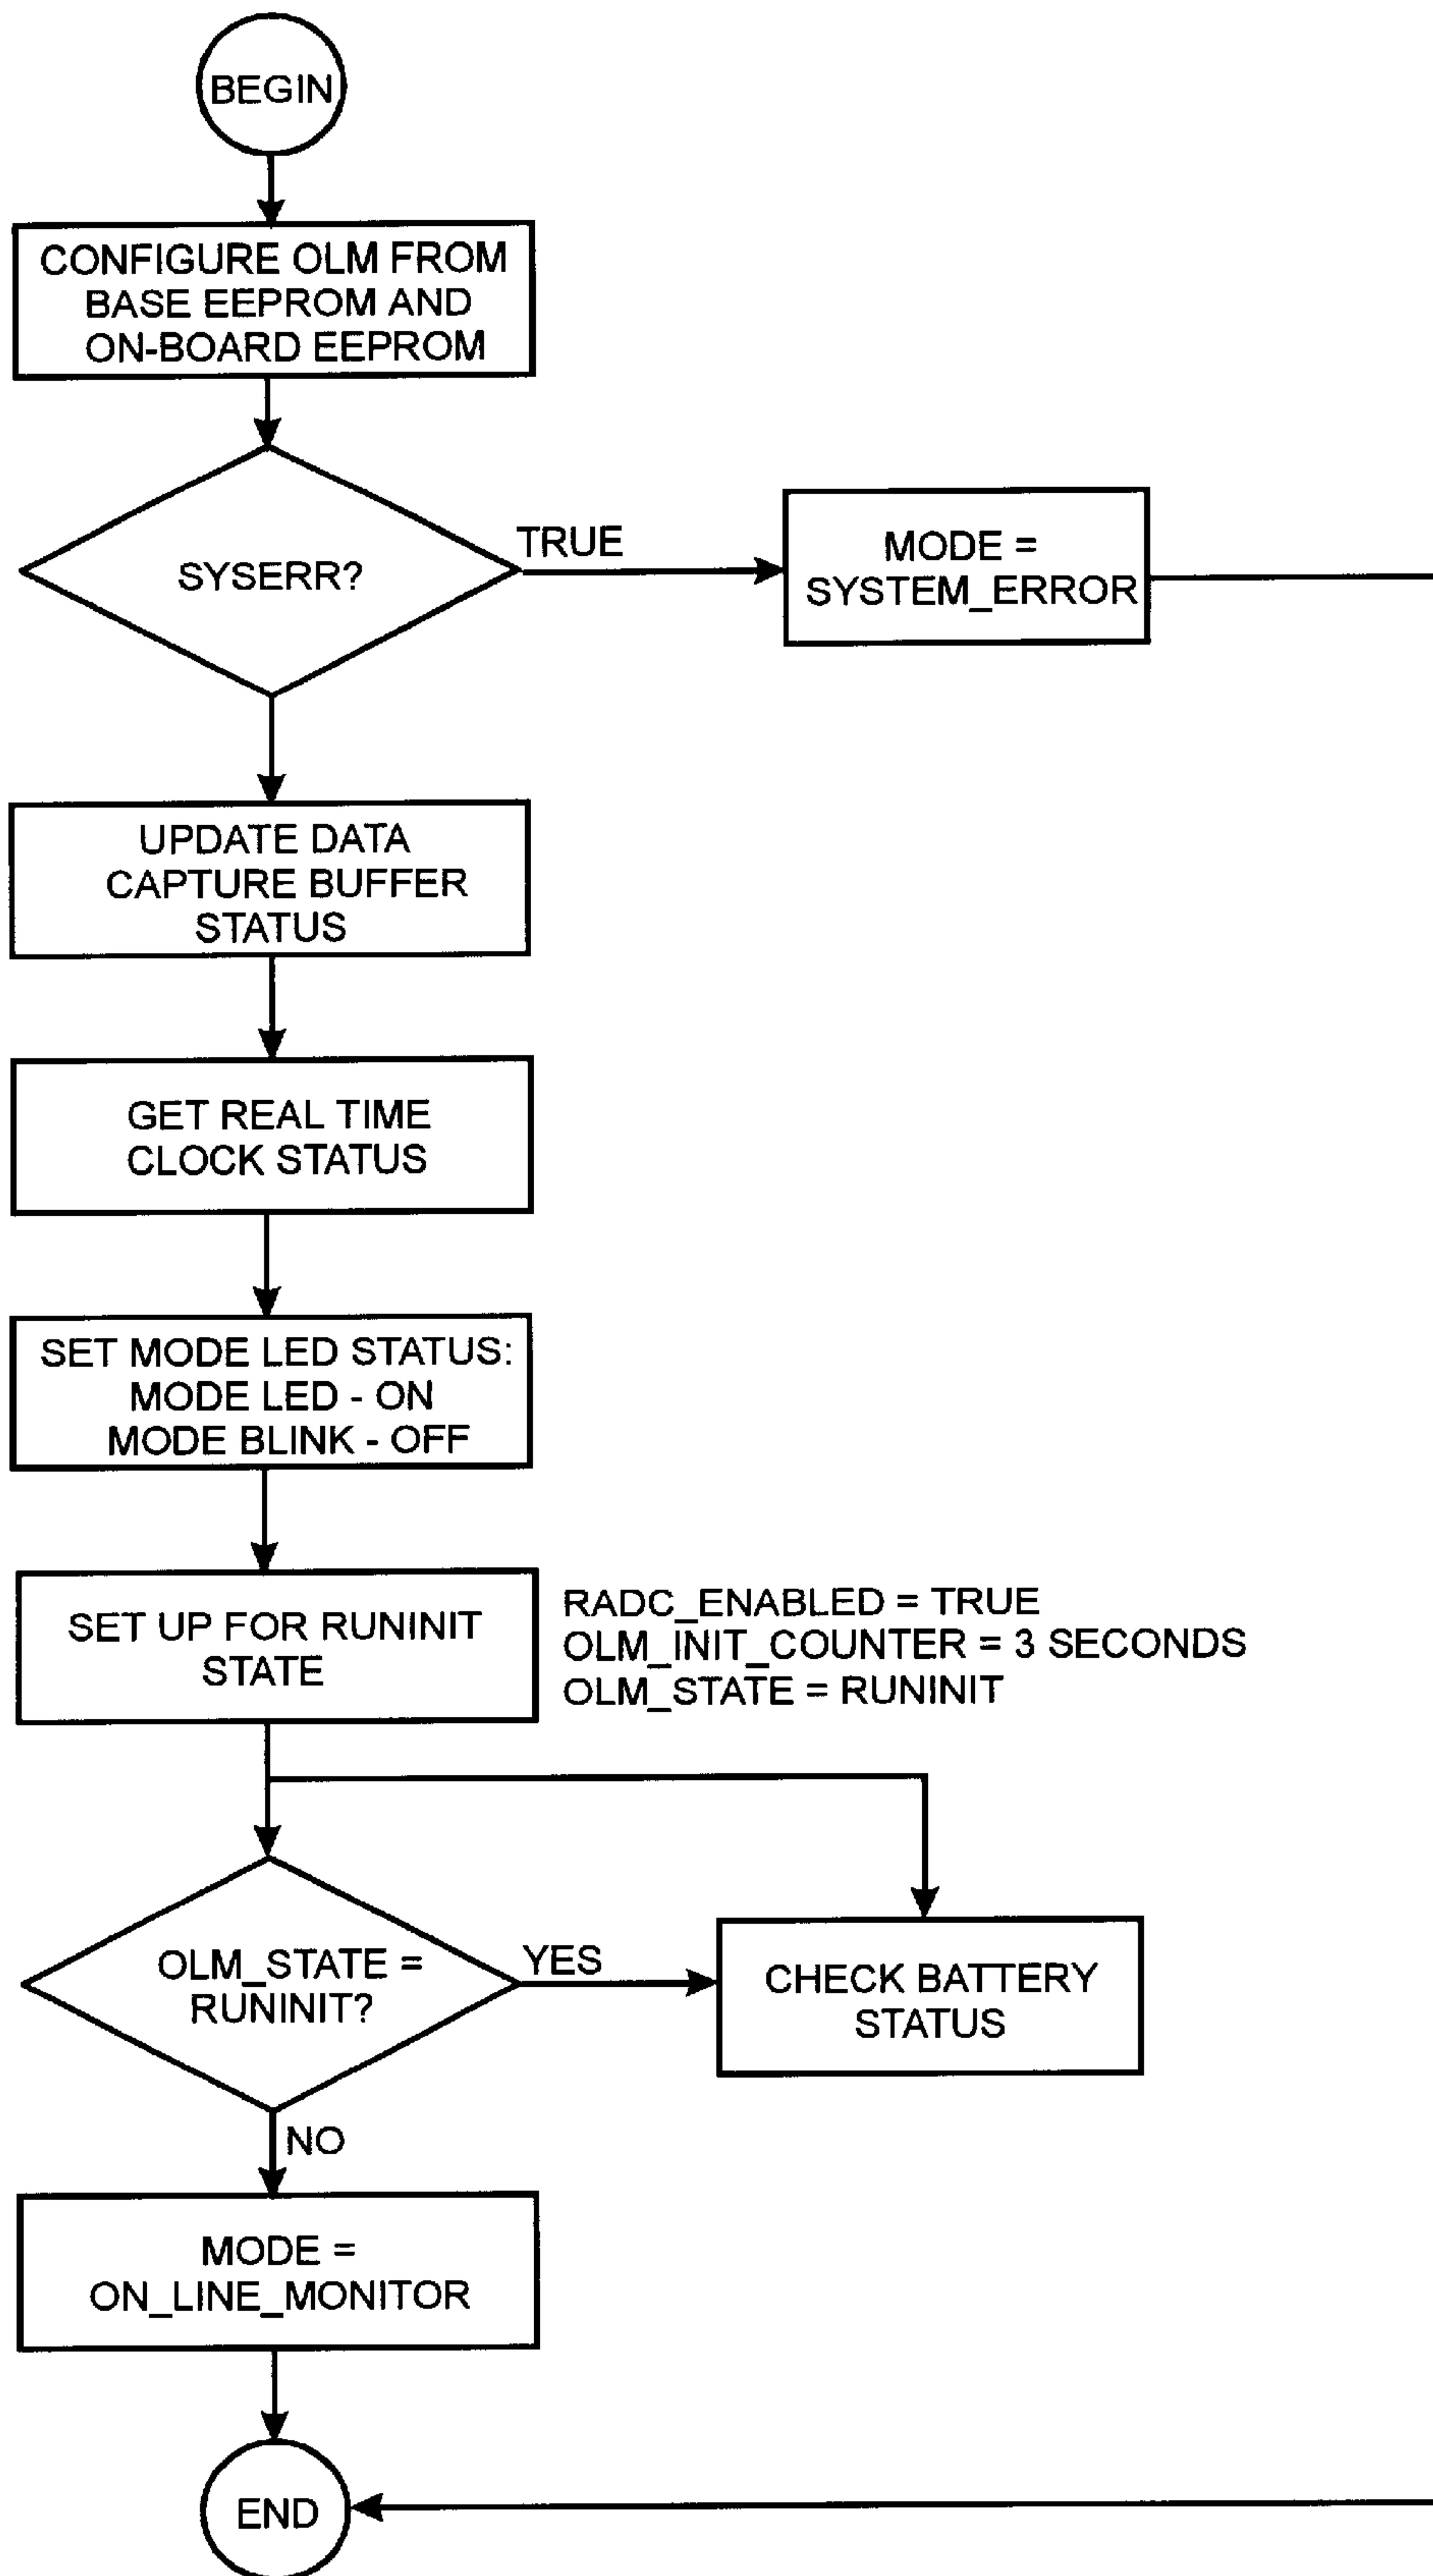 BEGIN
CONFIGURE OLM FROM
BASE EEPROM AND
ON-BOARD EEPROM
SYSERR?
TRUE
MODE =
SYSTEM_ERROR
UPDATE DATA
CAPTURE BUFFER
STATUS
GET REAL TIME
CLOCK STATUS
SET MODE LED STATUS:
MODE LED - ON
MODE BLINK - OFF
SET UP FOR RUNINIT
STATE
RADC_ENABLED = TRUE
OLM_INIT_COUNTER = 3 SECONDS
OLM_STATE = RUNINIT
OLM_STATE =
RUNINIT?
YES
CHECK BATTERY
STATUS
NO
MODE =
ON_LINE_MONITOR
END